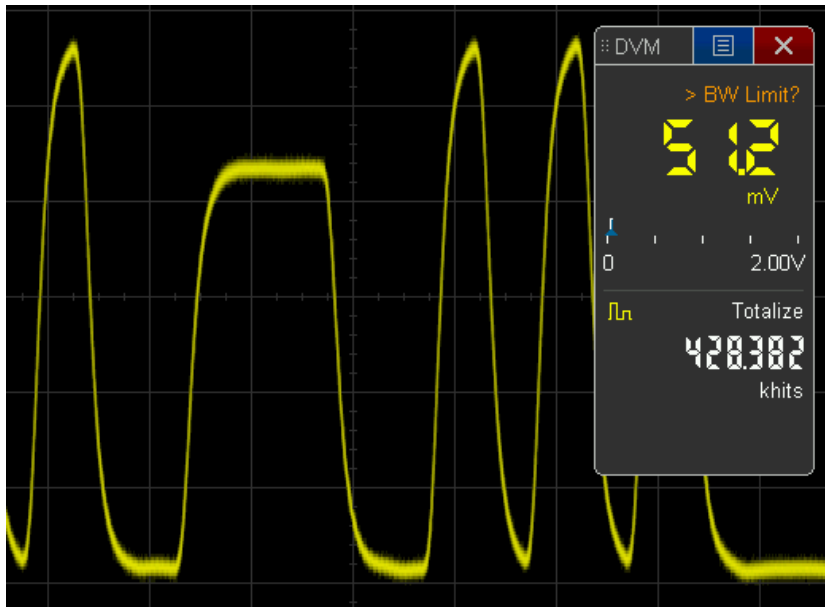 DVM
> BW Limit?
51.2
mV
0 2.00V
Totalize
428.382
khits